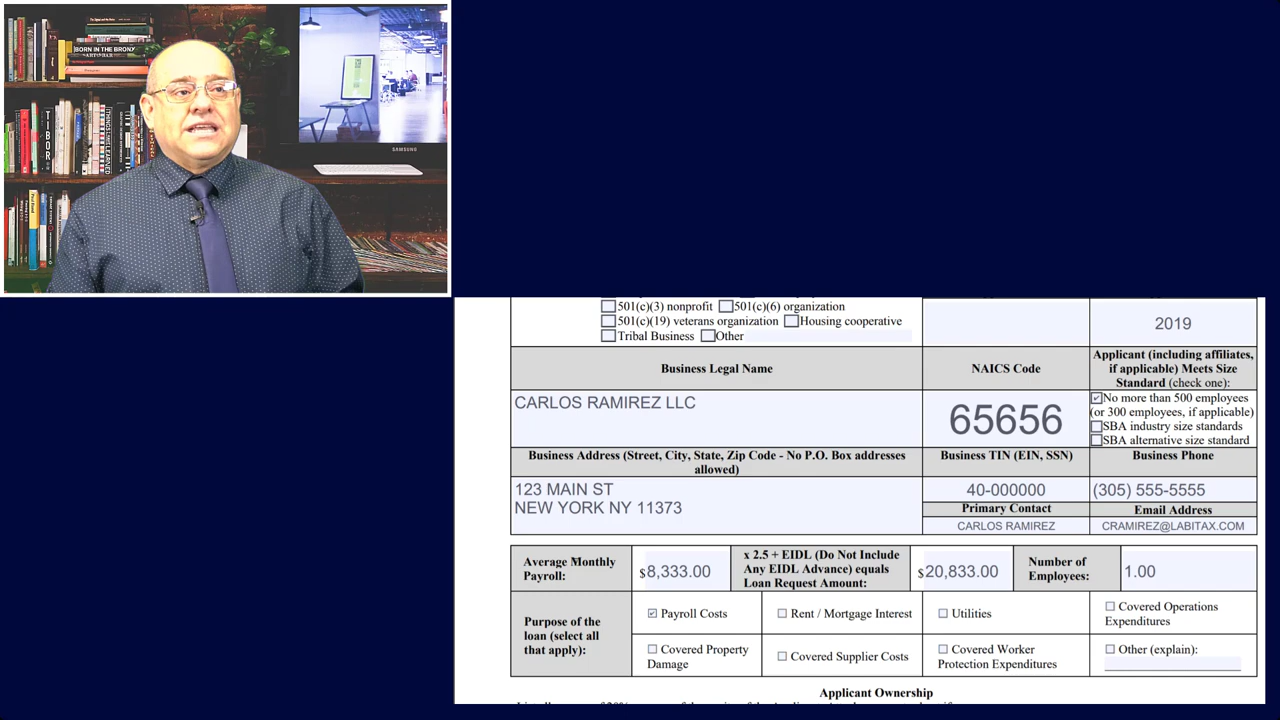 BORN IN THE BRONX
SAMSUNG
501(c)(3) nonprofit 501(c)(6) organization
501(c)(19) veterans organization Housing cooperative
Tribal Business Other
2019
Business Legal Name
NAICS Code
Applicant (including affiliates,
if applicable) Meets Size
Standard (check one):
CARLOS RAMIREZ LLC
65656
No more than 500 employees
(or 300 employees, if applicable)
SBA industry size standards
SBA alternative size standard
Business Address (Street, City, State, Zip Code - No P.O. Box addresses
allowed)
Business TIN (EIN, SSN)
Business Phone
123 MAIN ST
NEW YORK NY 11373
40-000000
(305) 555-5555
Primary Contact
Email Address
CARLOS RAMIREZ
CRAMIREZ@LABITAX.COM
Average Monthly
Payroll:
$8,333.00
x 2.5 + EIDL (Do Not Include
Any EIDL Advance) equals
Loan Request Amount:
$20,833.00
Number of
Employees:
1.00
Purpose of the
loan (select all
that apply):
Payroll Costs
Rent / Mortgage Interest
Utilities
Covered Operations
Expenditures
Covered Property
Damage
Covered Supplier Costs
Covered Worker
Protection Expenditures
Other (explain):
Applicant Ownership